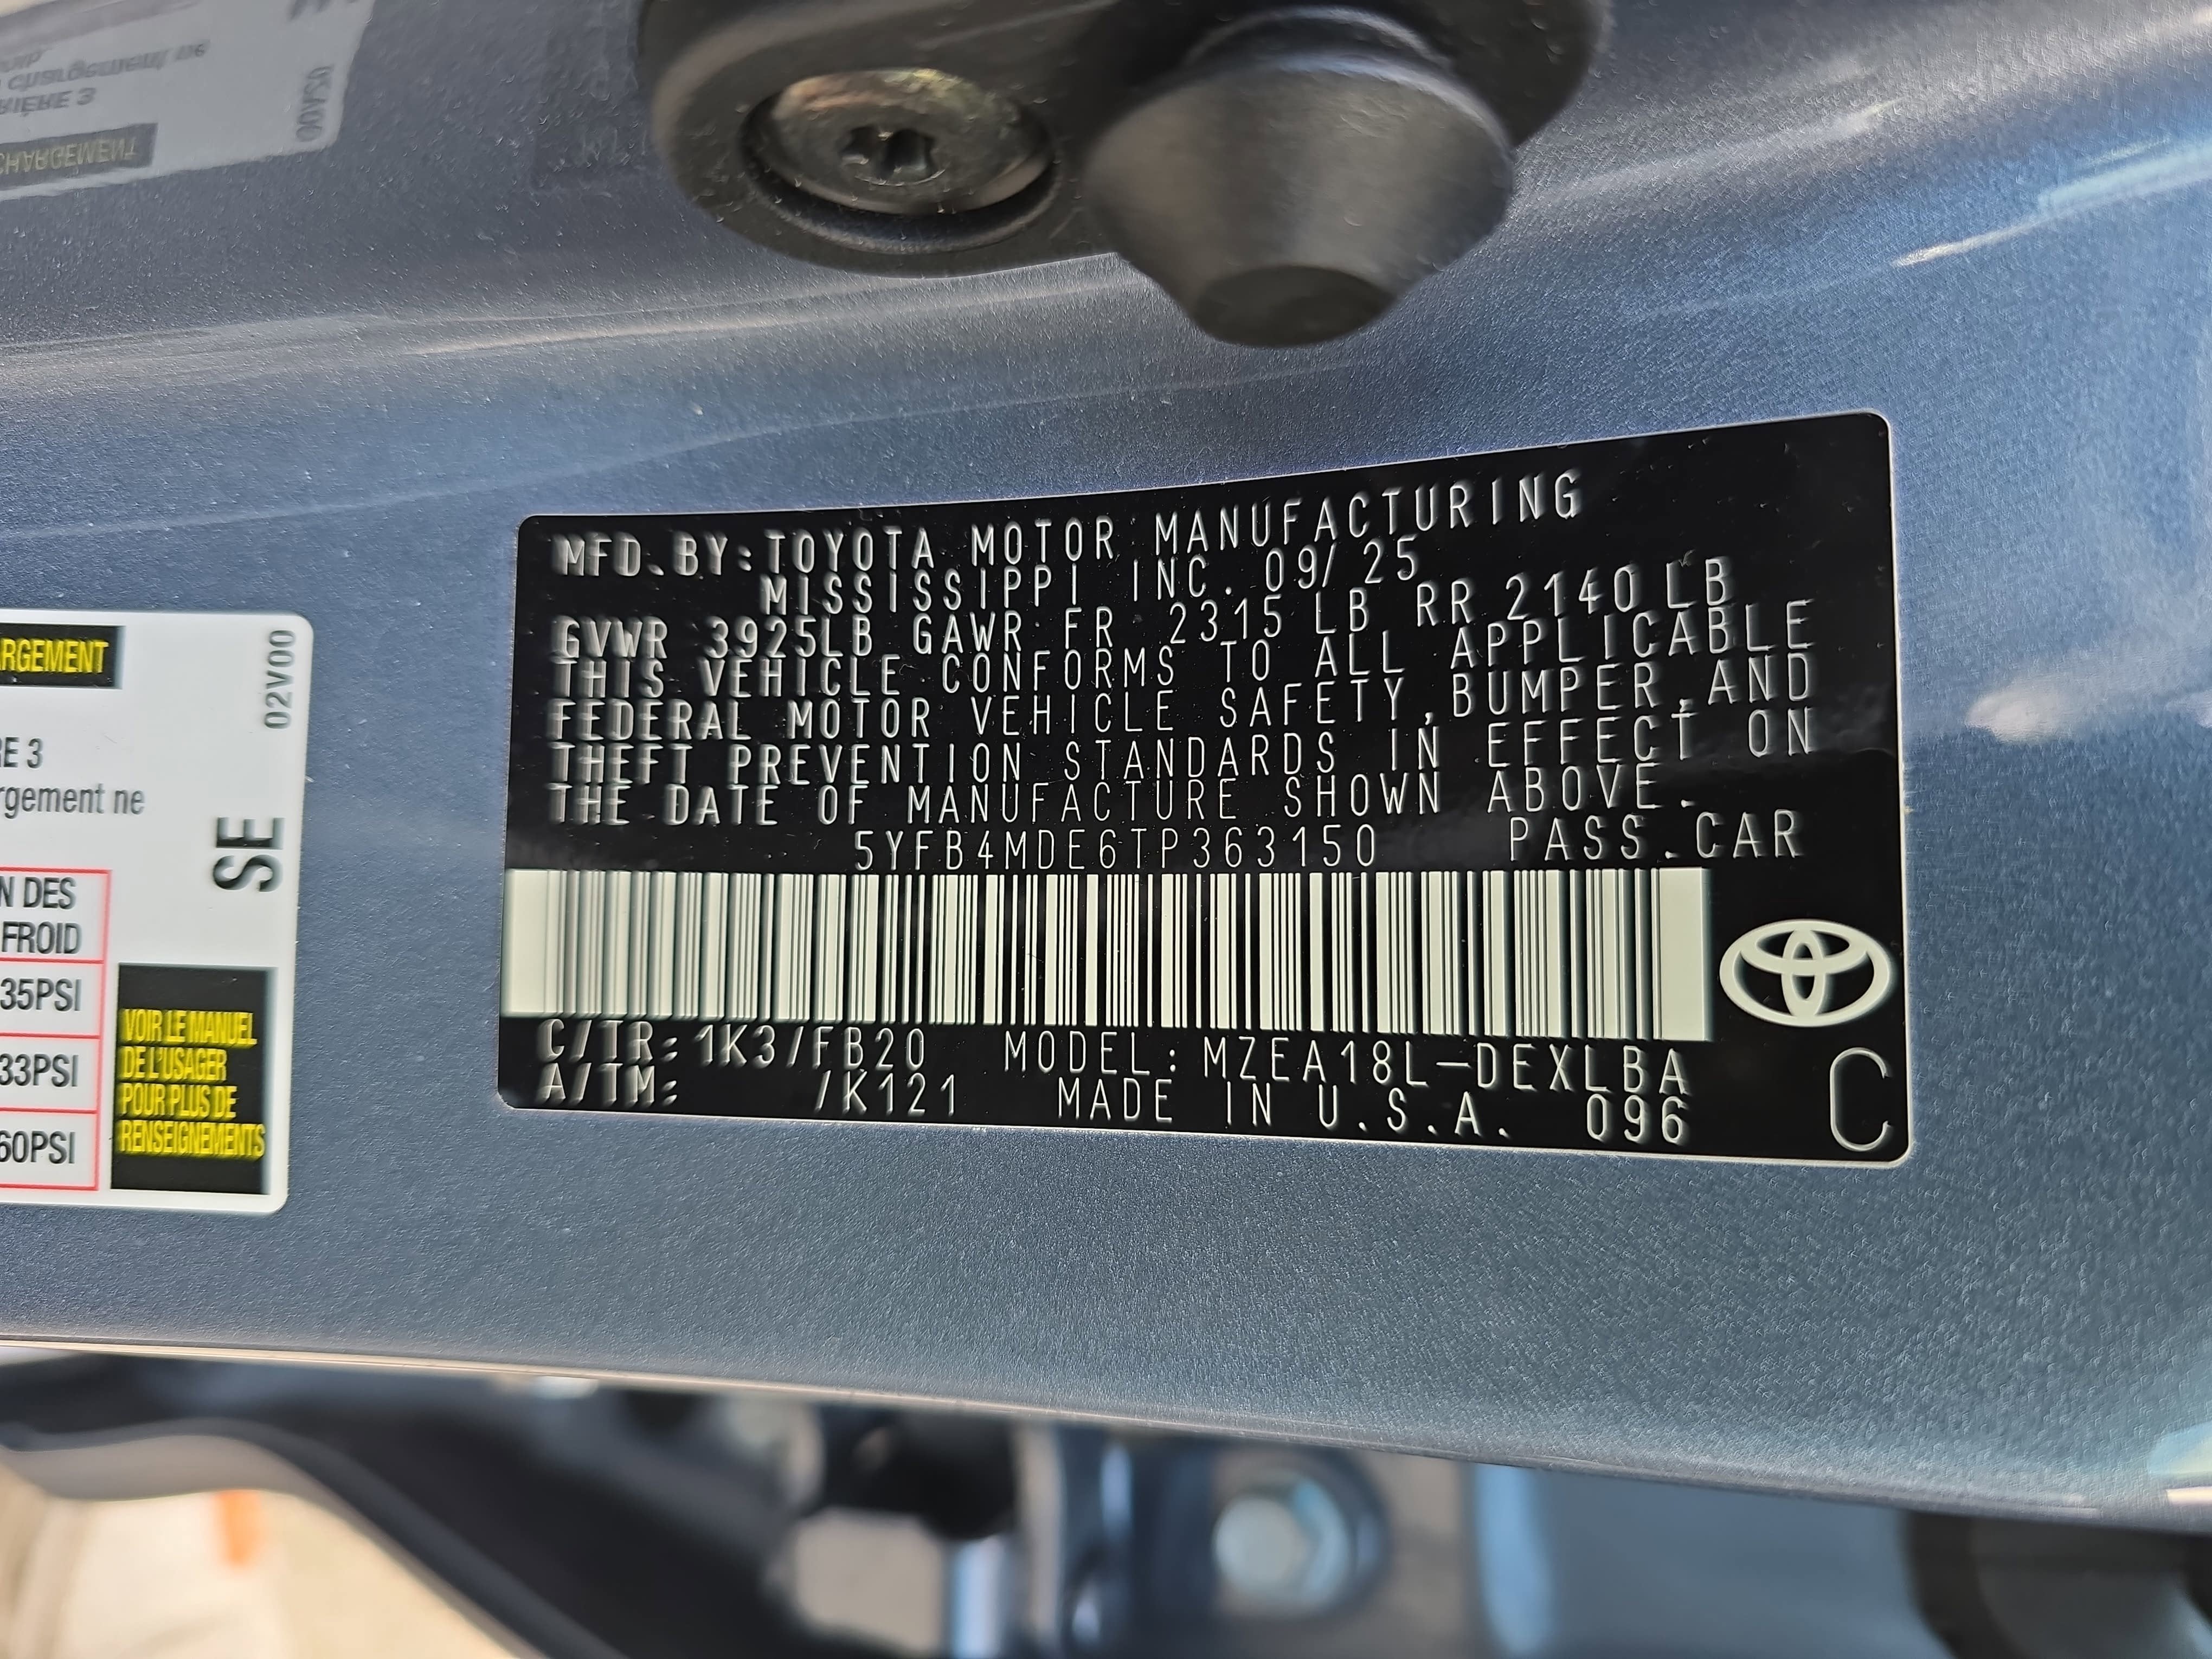 MFD.BY:TOYOTA MOTOR MANUFACTURING
MISSISSIPPI INC. 09/25
GVWR 3925LB GAWR FR 2315 LB RR 2140LB
THIS VEHICLE CONFORMS TO ALL APPLICABLE
FEDERAL MOTOR VEHICLE SAFETY,BUMPER,AND
THEFT PREVENTION STANDARDS IN EFFECT ON
THE DATE OF MANUFACTURE SHOWN ABOVE.
5YFB4MDE6TP363150 PASS.CAR
C/TR: 1K3/FB20 MODEL: MZEA18L-DEXLBA
A/TM: /K121 MADE IN U.S.A. 096
C
RGEMENT
02V00
RE 3
rgement ne
SE
N DES
FROID
35PSI
33PSI
60PSI
VOIR LE MANUEL
DE L'USAGER
POUR PLUS DE
RENSEIGNEMENTS